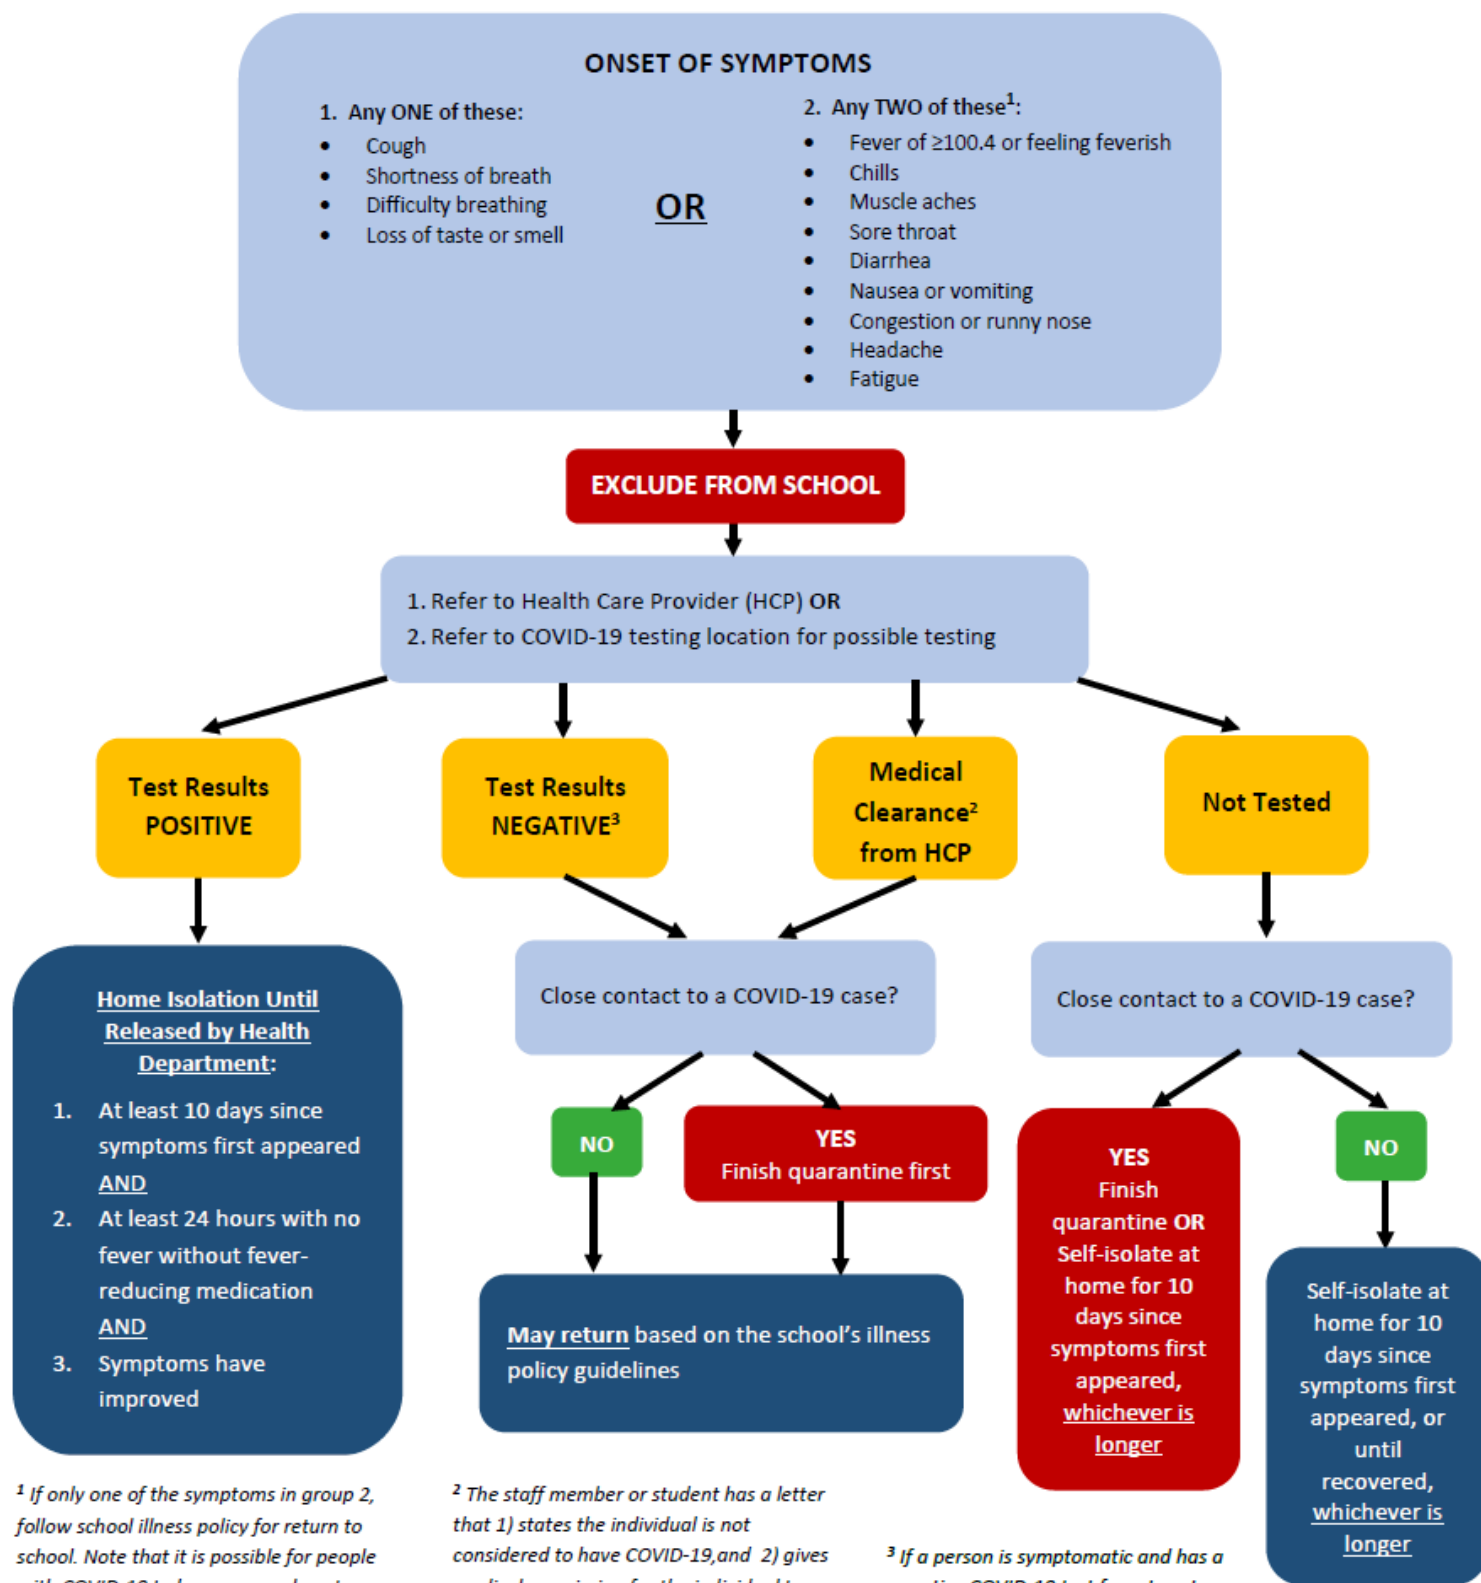 ONSET OF SYMPTOMS
1. Any ONE of these:
• Cough
• Shortness of breath
• Difficulty breathing
• Loss of taste or smell
OR
2. Any TWO of these1:
• Fever of ≥100.4 or feeling feverish
• Chills
• Muscle aches
• Sore throat
• Diarrhea
• Nausea or vomiting
• Congestion or runny nose
• Headache
• Fatigue
EXCLUDE FROM SCHOOL
1. Refer to Health Care Provider (HCP) OR
2. Refer to COVID-19 testing location for possible testing
Test Results
POSITIVE
Test Results
NEGATIVE3
Medical
Clearance2
from HCP
Not Tested
Home Isolation Until
Released by Health
Department:
1. At least 10 days since
symptoms first appeared
AND
2. At least 24 hours with no
fever without fever-
reducing medication
AND
3. Symptoms have
improved
Close contact to a COVID-19 case?
NO
YES
Finish quarantine first
May return based on the school's illness
policy guidelines
Close contact to a COVID-19 case?
YES
Finish
quarantine OR
Self-isolate at
home for 10
days since
symptoms first
appeared,
whichever is
longer
NO
Self-isolate at
home for 10
days since
symptoms first
appeared, or
until
recovered,
whichever is
longer
1 If only one of the symptoms in group 2,
follow school illness policy for return to
school. Note that it is possible for people
2 The staff member or student has a letter
that 1) states the individual is not
considered to have COVID-19,and 2) gives
3 If a person is symptomatic and has a